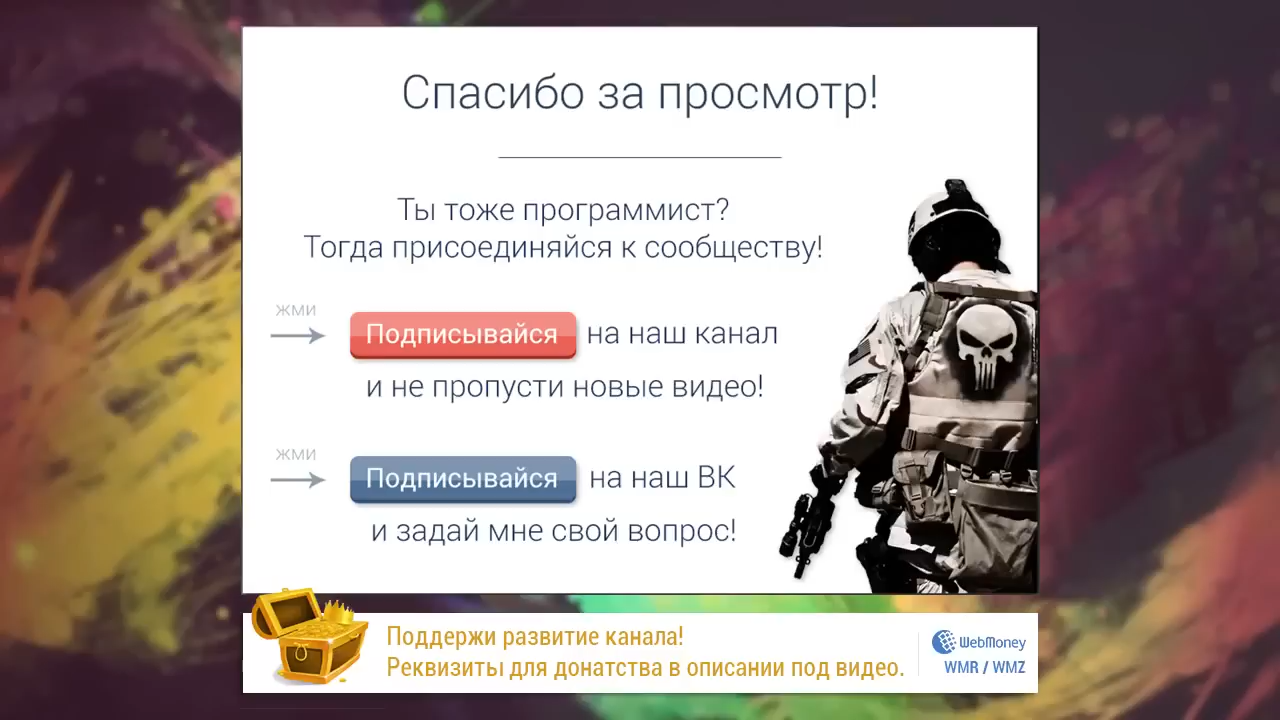 Спасибо за просмотр!
Ты тоже программист?
Тогда присоединяйся к сообществу!
жми
Подписывайся на наш канал
и не пропусти новые видео!
жми
Подписывайся на наш ВК
и задай мне свой вопрос!
Поддержи развитие канала!
Реквизиты для донатства в описании под видео.
WebMoney
WMR / WMZ